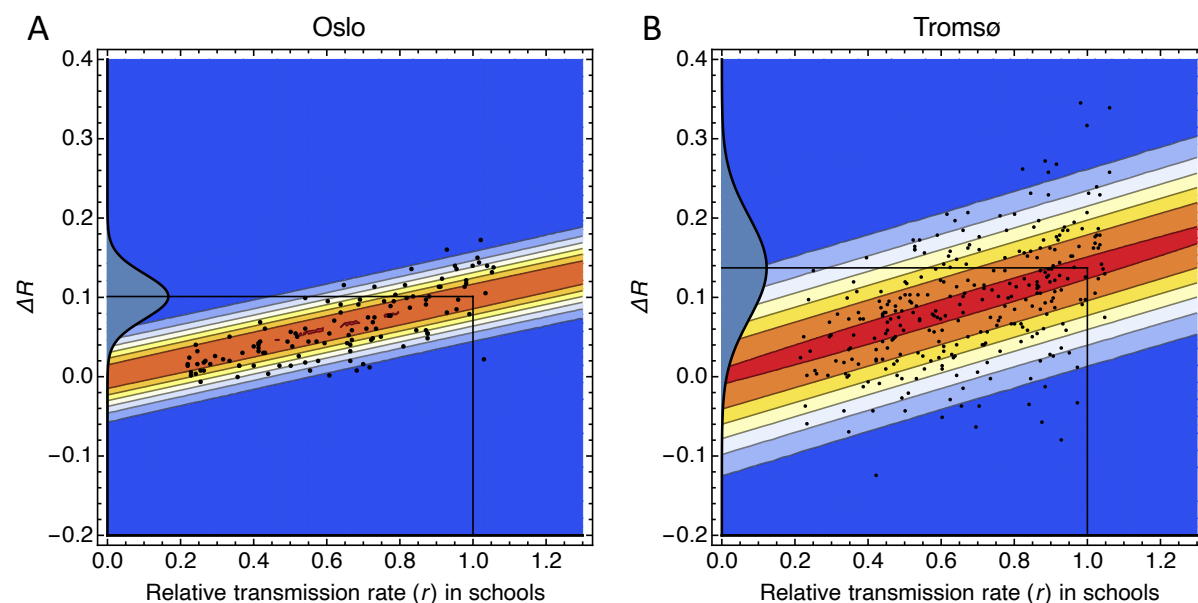 A
Oslo
0.4
0.3
0.2
0.1
0.0
−0.1
−0.2
ΔR
0.0 0.2 0.4 0.6 0.8 1.0 1.2
Relative transmission rate (r) in schools
B
Tromsø
0.4
0.3
0.2
0.1
0.0
−0.1
−0.2
ΔR
0.0 0.2 0.4 0.6 0.8 1.0 1.2
Relative transmission rate (r) in schools